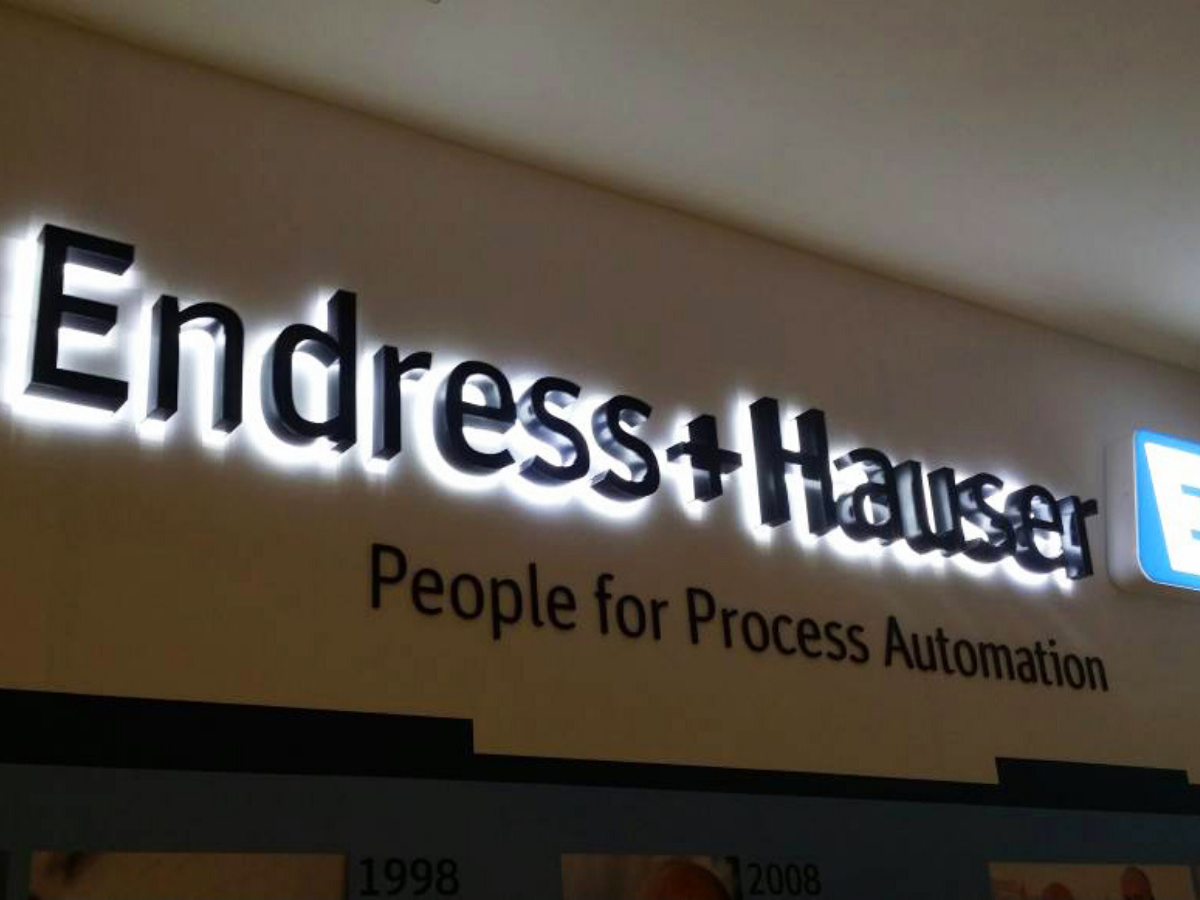 Endress+Hauser
E
People for Process Automation
1998
2008